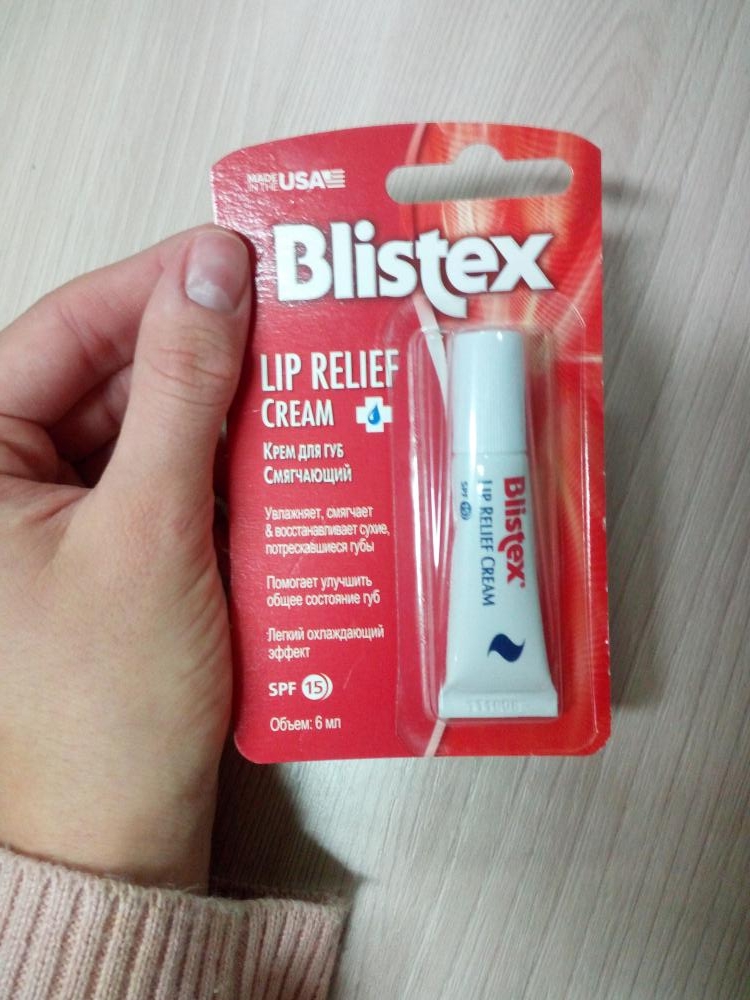 MADE
IN THE USA
Blistex
LIP RELIEF
CREAM
КРЕМ ДЛЯ ГУБ
СМЯГЧАЮЩИЙ
Увлажняет, смягчает
& восстанавливает сухие,
потрескавшиеся губы
Помогает улучшить
общее состояние губ
Легкий охлаждающий
эффект
SPF 15
Объем: 6 мл
Blistex®
LIP RELIEF CREAM
SPF 15